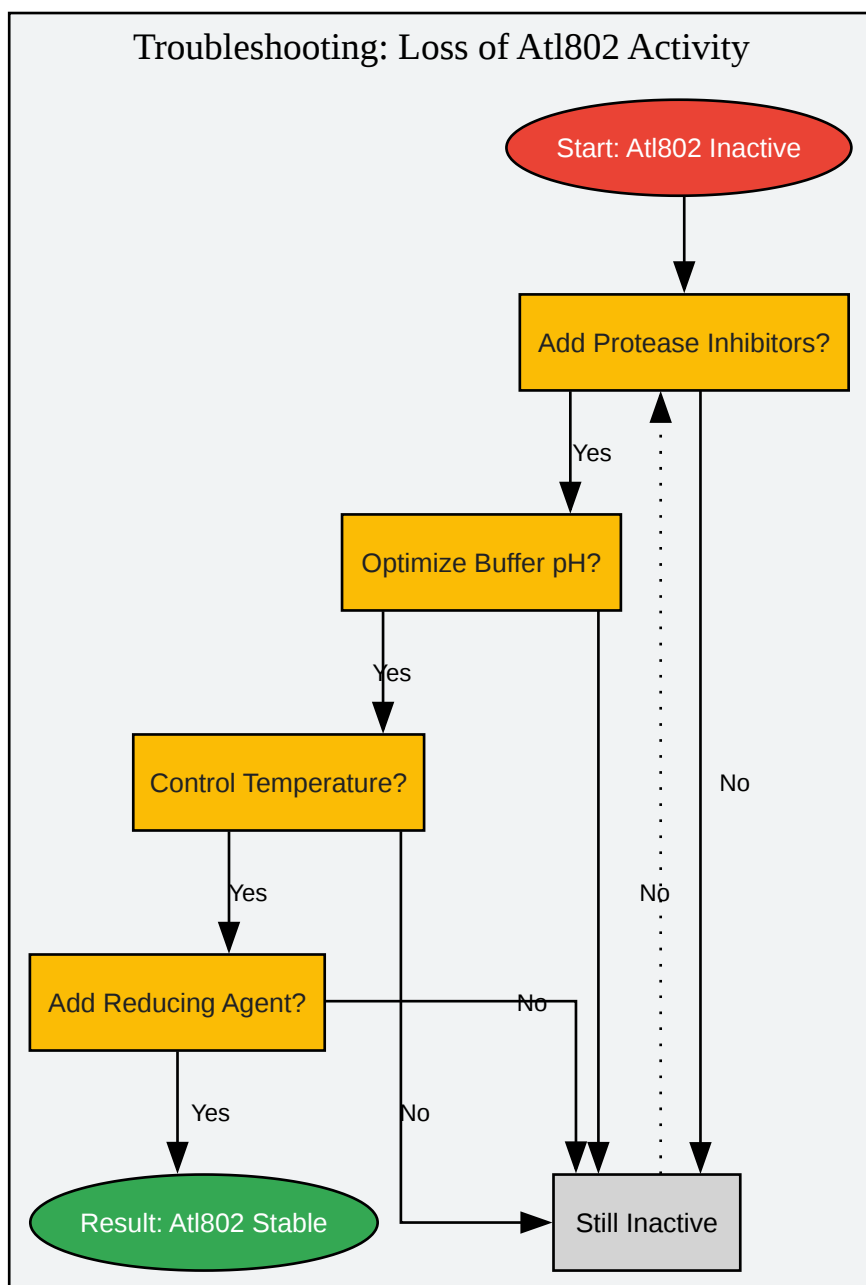 Troubleshooting: Loss of Atl802 Activity
Start: Atl802 Inactive
Add Protease Inhibitors?
Yes
Optimize Buffer pH?
Yes
Control Temperature?
No
Yes
No
Add Reducing Agent?
No
Yes
No
Result: Atl802 Stable
Still Inactive